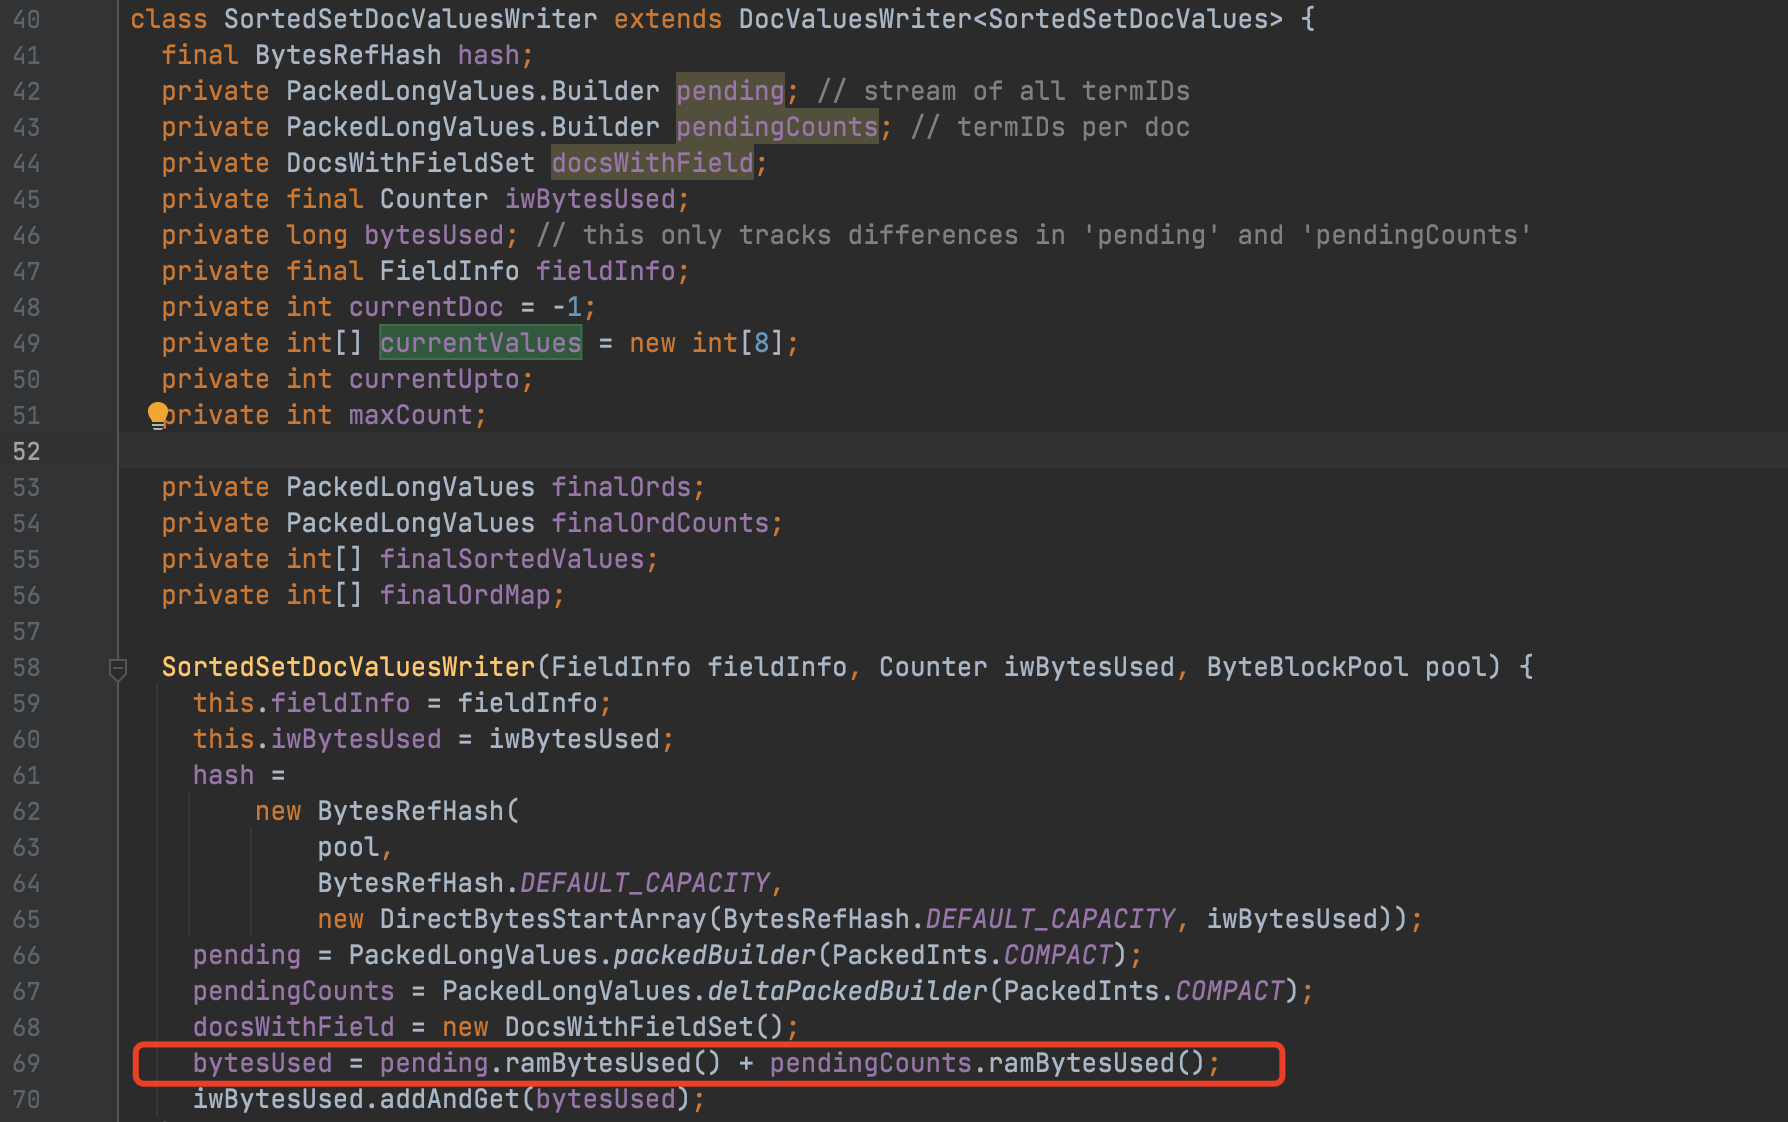 40 class SortedSetDocValuesWriter extends DocValuesWriter<SortedSetDocValues> {
41 final BytesRefHash hash;
42 private PackedLongValues.Builder pending; // stream of all termIDs
43 private PackedLongValues.Builder pendingCounts; // termIDs per doc
44 private DocsWithFieldSet docsWithField;
45 private final Counter iwBytesUsed;
46 private long bytesUsed; // this only tracks differences in 'pending' and 'pendingCounts'
47 private final FieldInfo fieldInfo;
48 private int currentDoc = -1;
49 private int[] currentValues = new int[8];
50 private int currentUpto;
51 private int maxCount;
52
53 private PackedLongValues finalOrds;
54 private PackedLongValues finalOrdCounts;
55 private int[] finalSortedValues;
56 private int[] finalOrdMap;
57
58 SortedSetDocValuesWriter(FieldInfo fieldInfo, Counter iwBytesUsed, ByteBlockPool pool) {
59 this.fieldInfo = fieldInfo;
60 this.iwBytesUsed = iwBytesUsed;
61 hash =
62 new BytesRefHash(
63 pool,
64 BytesRefHash.DEFAULT_CAPACITY,
65 new DirectBytesStartArray(BytesRefHash.DEFAULT_CAPACITY, iwBytesUsed));
66 pending = PackedLongValues.packedBuilder(PackedInts.COMPACT);
67 pendingCounts = PackedLongValues.deltaPackedBuilder(PackedInts.COMPACT);
68 docsWithField = new DocsWithFieldSet();
69 bytesUsed = pending.ramBytesUsed() + pendingCounts.ramBytesUsed();
70 iwBytesUsed.addAndGet(bytesUsed);